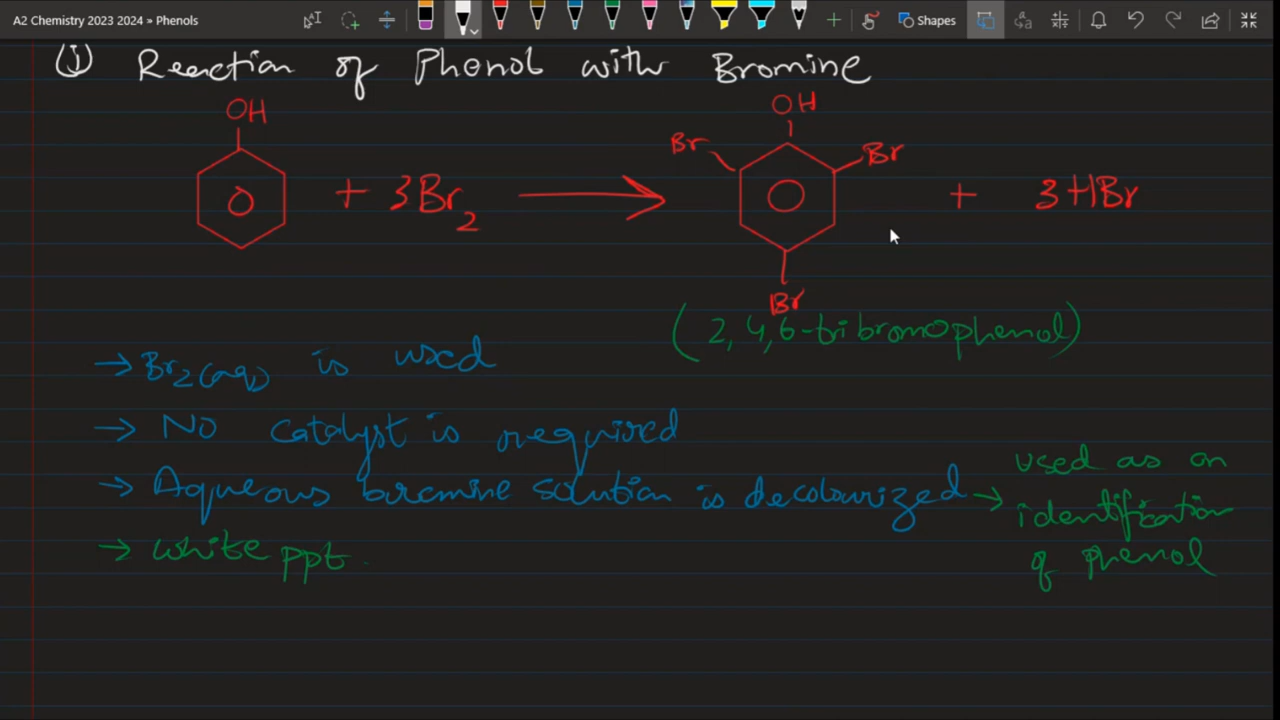 A2 Chemistry 2023 2024 » Phenols
Shapes
(i) Reaction of Phenol with Bromine
OH
+ 3Br2 → + 3HBr
OH
Br
Br
Br
(2,4,6-tribromophenol)
→ Br2(aq) is used
→ No catalyst is required
→ Aqueous bromine solution is decolourized → used as an
identification
of phenol
→ white ppt.